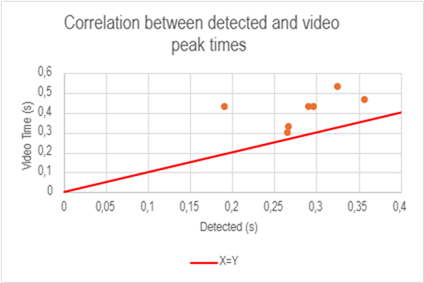 Correlation between detected and video
peak times
Video Time (s)
0,6
0,5
0,4
0,3
0,2
0,1
0
0 0,05 0,1 0,15 0,2 0,25 0,3 0,35 0,4
Detected (s)
X=Y